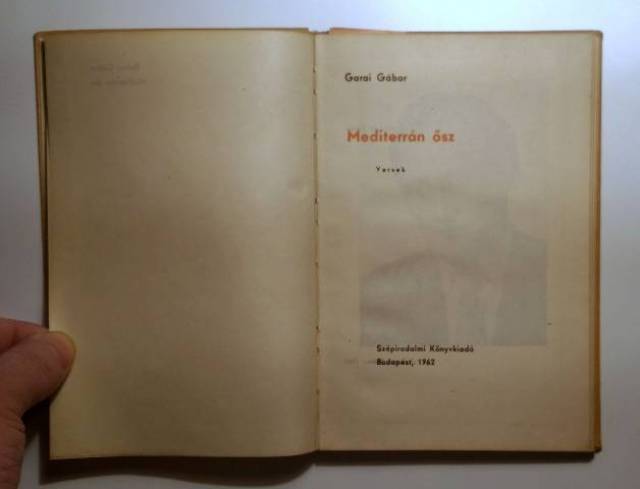 Garai Gábor
Mediterrán ősz
Versek
Szépirodalmi Könyvkiadó
Budapest, 1962